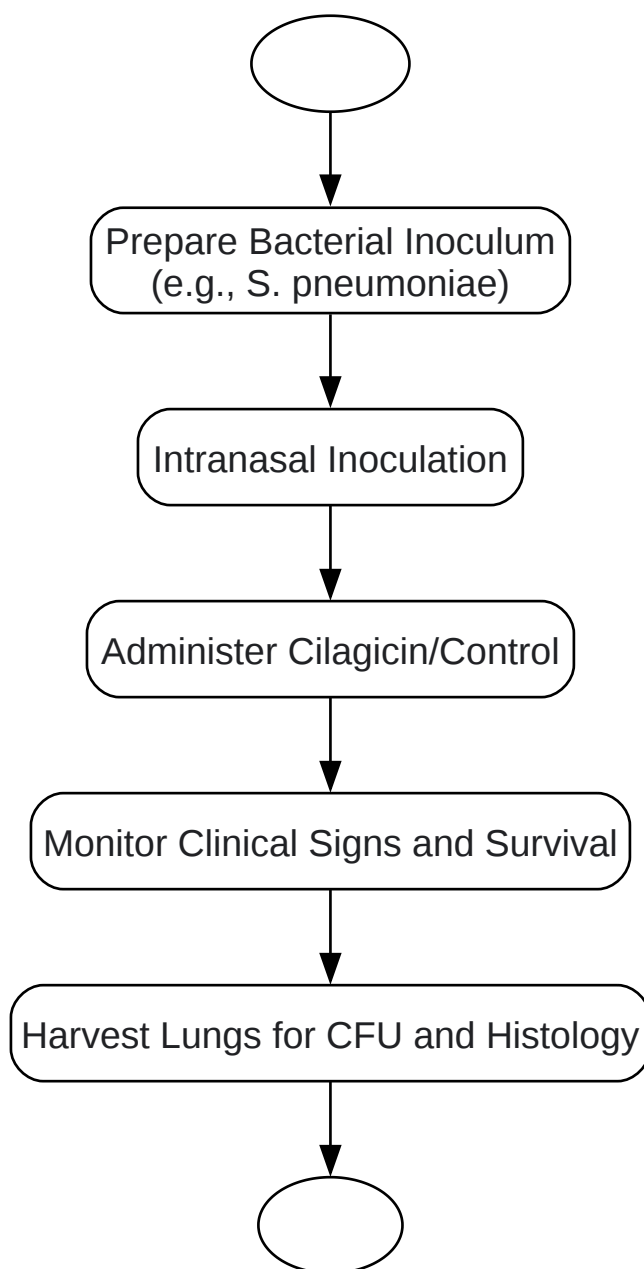 Prepare Bacterial Inoculum
(e.g., S. pneumoniae)
Intranasal Inoculation
Administer Cilagicin/Control
Monitor Clinical Signs and Survival
Harvest Lungs for CFU and Histology